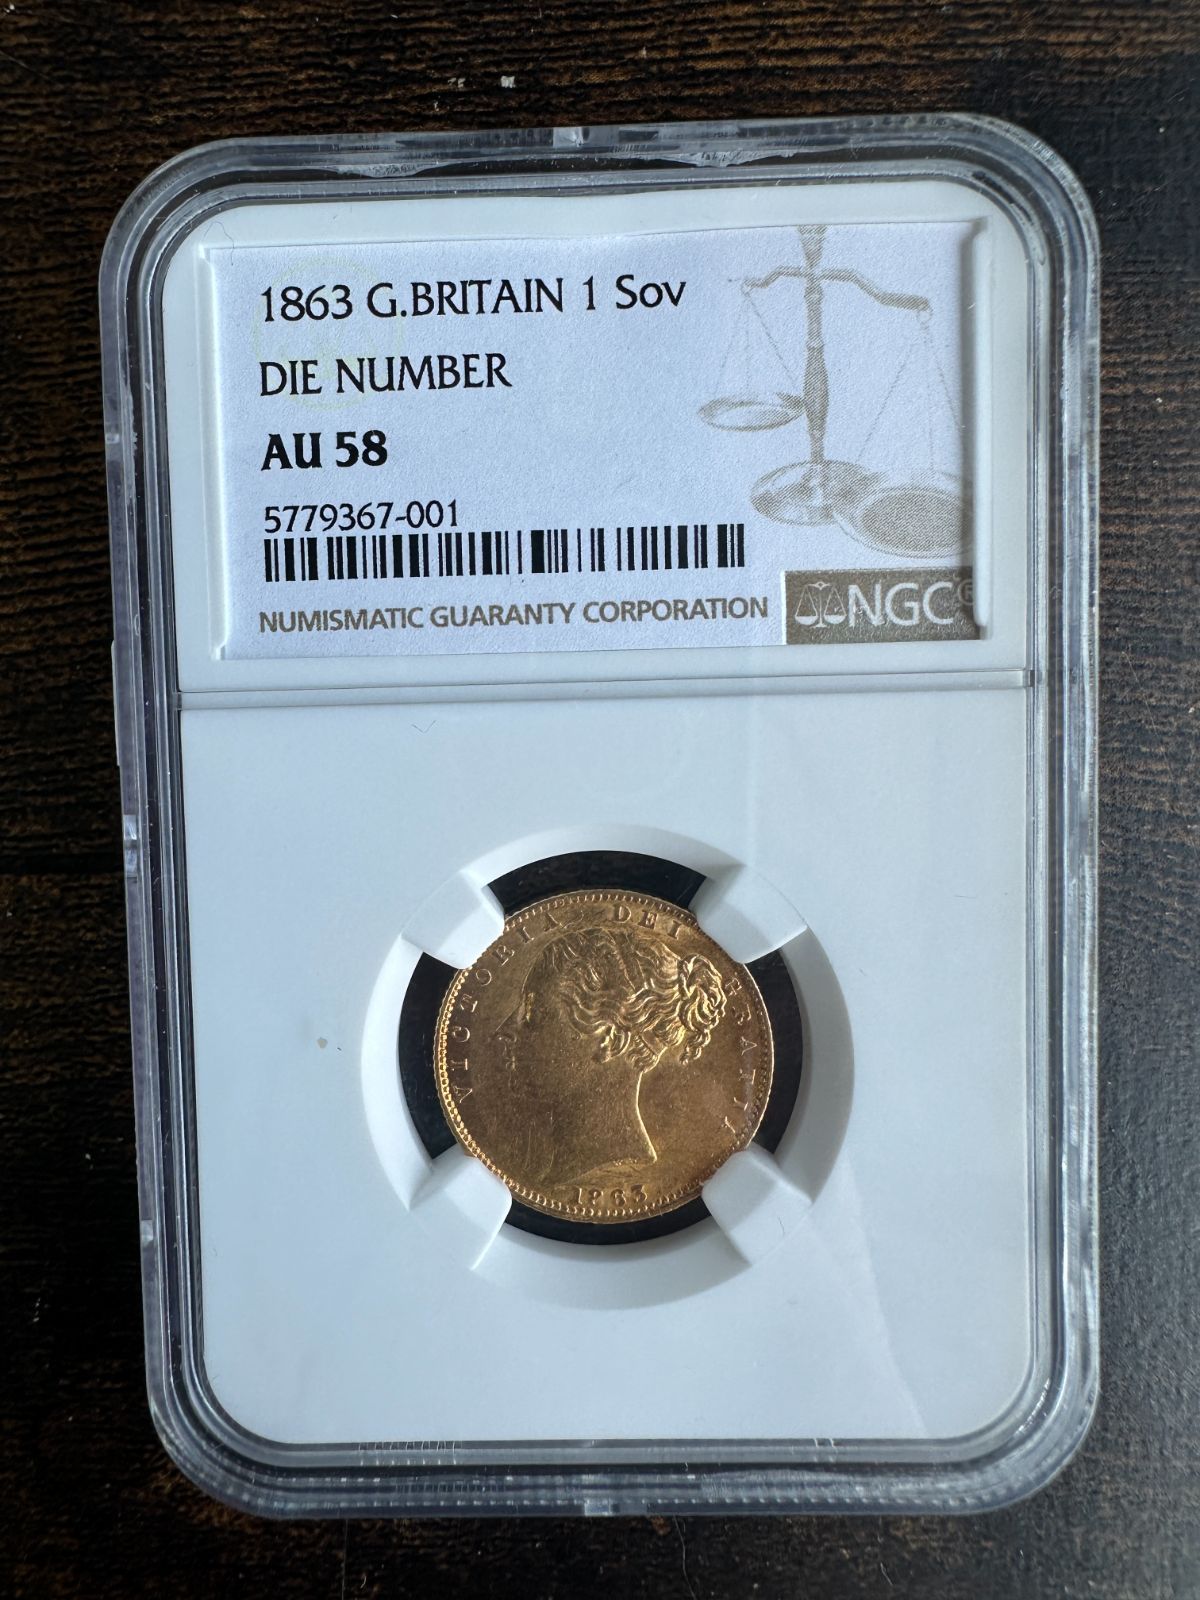 1863 G.BRITAIN 1 Sov
DIE NUMBER
AU 58
5779367-001
NUMISMATIC GUARANTY CORPORATION
NGC®
VICTORIA DEI GRATIA
1863